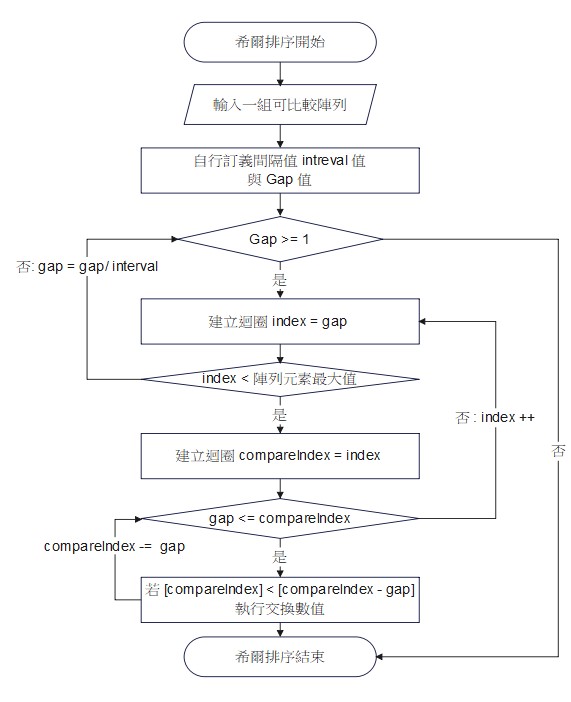 希爾排序開始
輸入一組可比較陣列
自行訂義間隔值 intreval 值
與 Gap 值
Gap >= 1
否: gap = gap/ interval
是
建立迴圈 index = gap
index < 陣列元素最大值
是
否 : index ++
建立迴圈 compareIndex = index
否
gap <= compareIndex
compareIndex -= gap
是
若 [compareIndex] < [compareIndex - gap]
執行交換數值
希爾排序結束